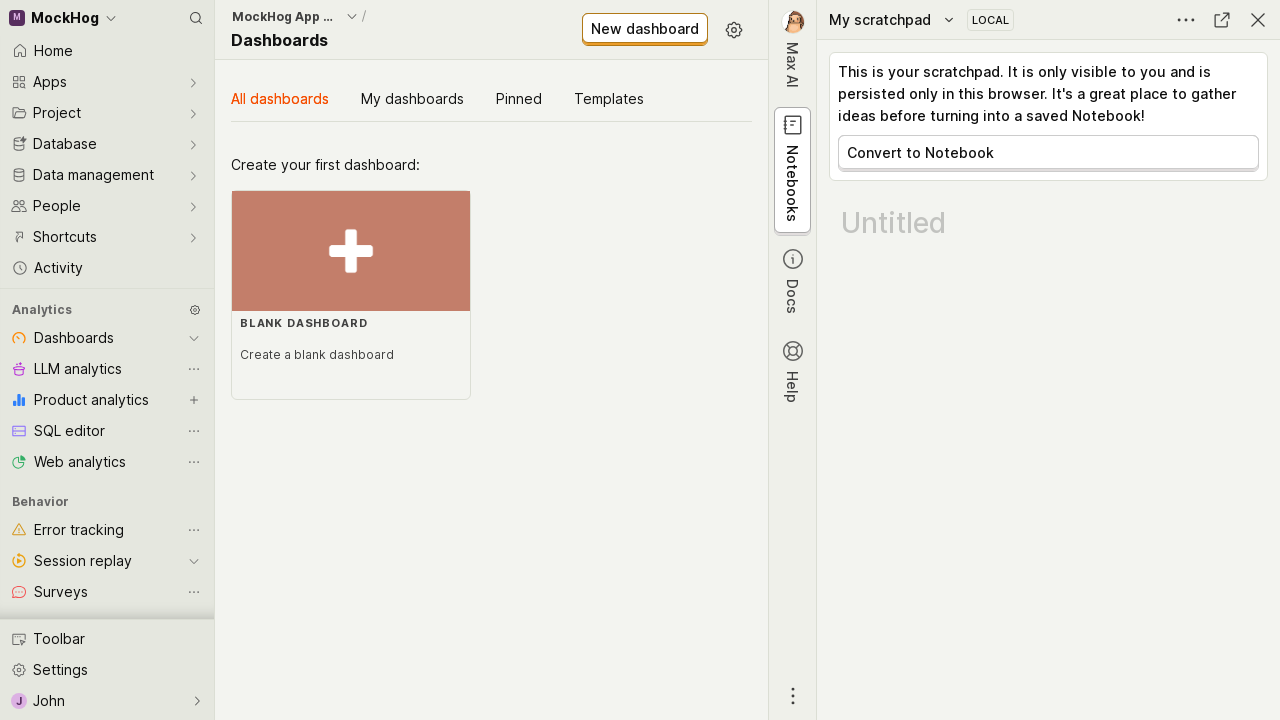 M MockHog
Home
Apps
Project
Database
Data management
People
Shortcuts
Activity
Analytics
Dashboards
LLM analytics
Product analytics
SQL editor
Web analytics
Behavior
Error tracking
Session replay
Surveys
Toolbar
Settings
J John
MockHog App ... /
Dashboards
New dashboard
All dashboards My dashboards Pinned Templates
Create your first dashboard:
BLANK DASHBOARD
Create a blank dashboard
Max AI
Notebooks
Docs
Help
My scratchpad LOCAL
This is your scratchpad. It is only visible to you and is
persisted only in this browser. It's a great place to gather
ideas before turning into a saved Notebook!
Convert to Notebook
Untitled